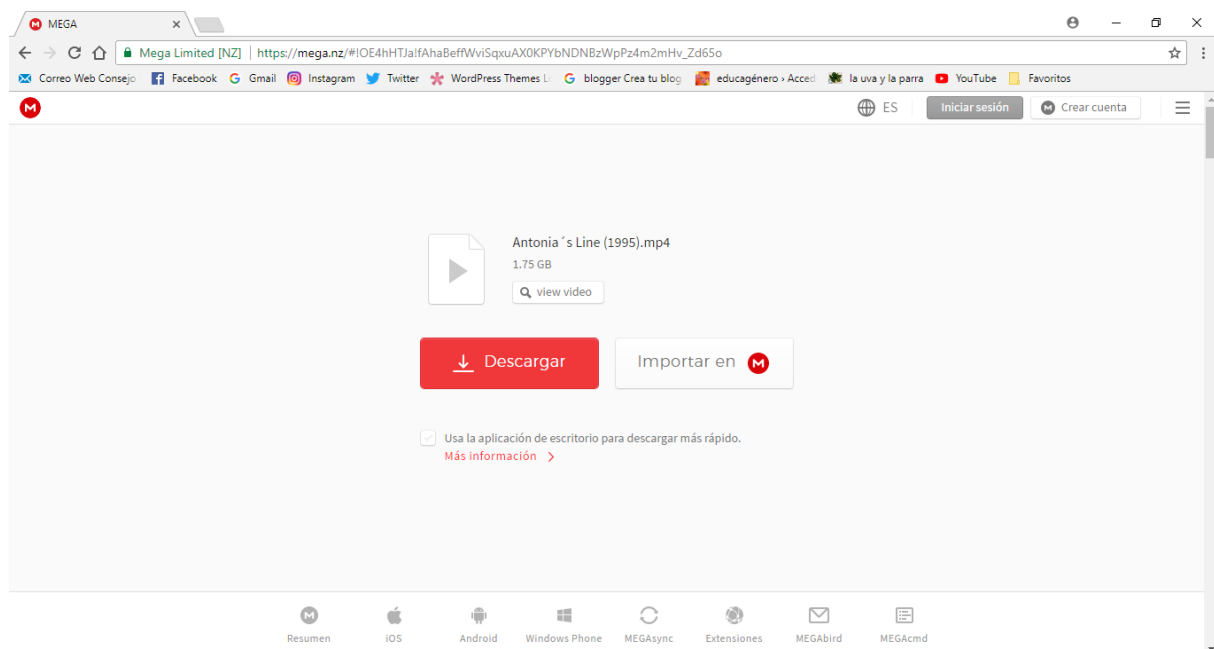 MEGA
Mega Limited [NZ] | https://mega.nz/#!OE4hHTJa!fAhaBeffWviSqxuAX0KPYbNDNBzWpPz4m2mHv_Zd65o
Correo Web Consejo Facebook Gmail Instagram Twitter WordPress Themes L blogger Crea tu blog educagénero › Acced la uva y la parra YouTube Favoritos
M ES Iniciar sesión M Crear cuenta
Antonia´s Line (1995).mp4
1.75 GB
view video
Descargar Importar en M
Usa la aplicación de escritorio para descargar más rápido.
Más información
Resumen iOS Android Windows Phone MEGAsync Extensiones MEGAbird MEGAcmd